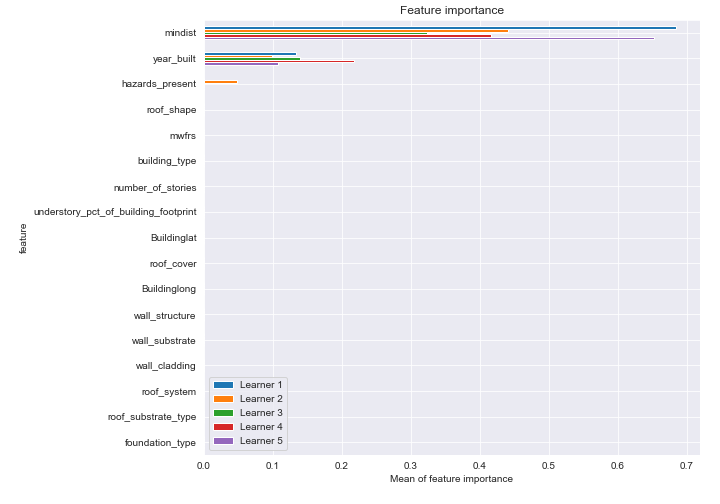 Feature importance
mindist
year_built
hazards_present
roof_shape
mwfrs
building_type
number_of_stories
understory_pct_of_building_footprint
Buildinglat
roof_cover
Buildinglong
wall_structure
wall_substrate
wall_cladding
roof_system
roof_substrate_type
foundation_type
feature
Learner 1
Learner 2
Learner 3
Learner 4
Learner 5
0.0 0.1 0.2 0.3 0.4 0.5 0.6 0.7
Mean of feature importance